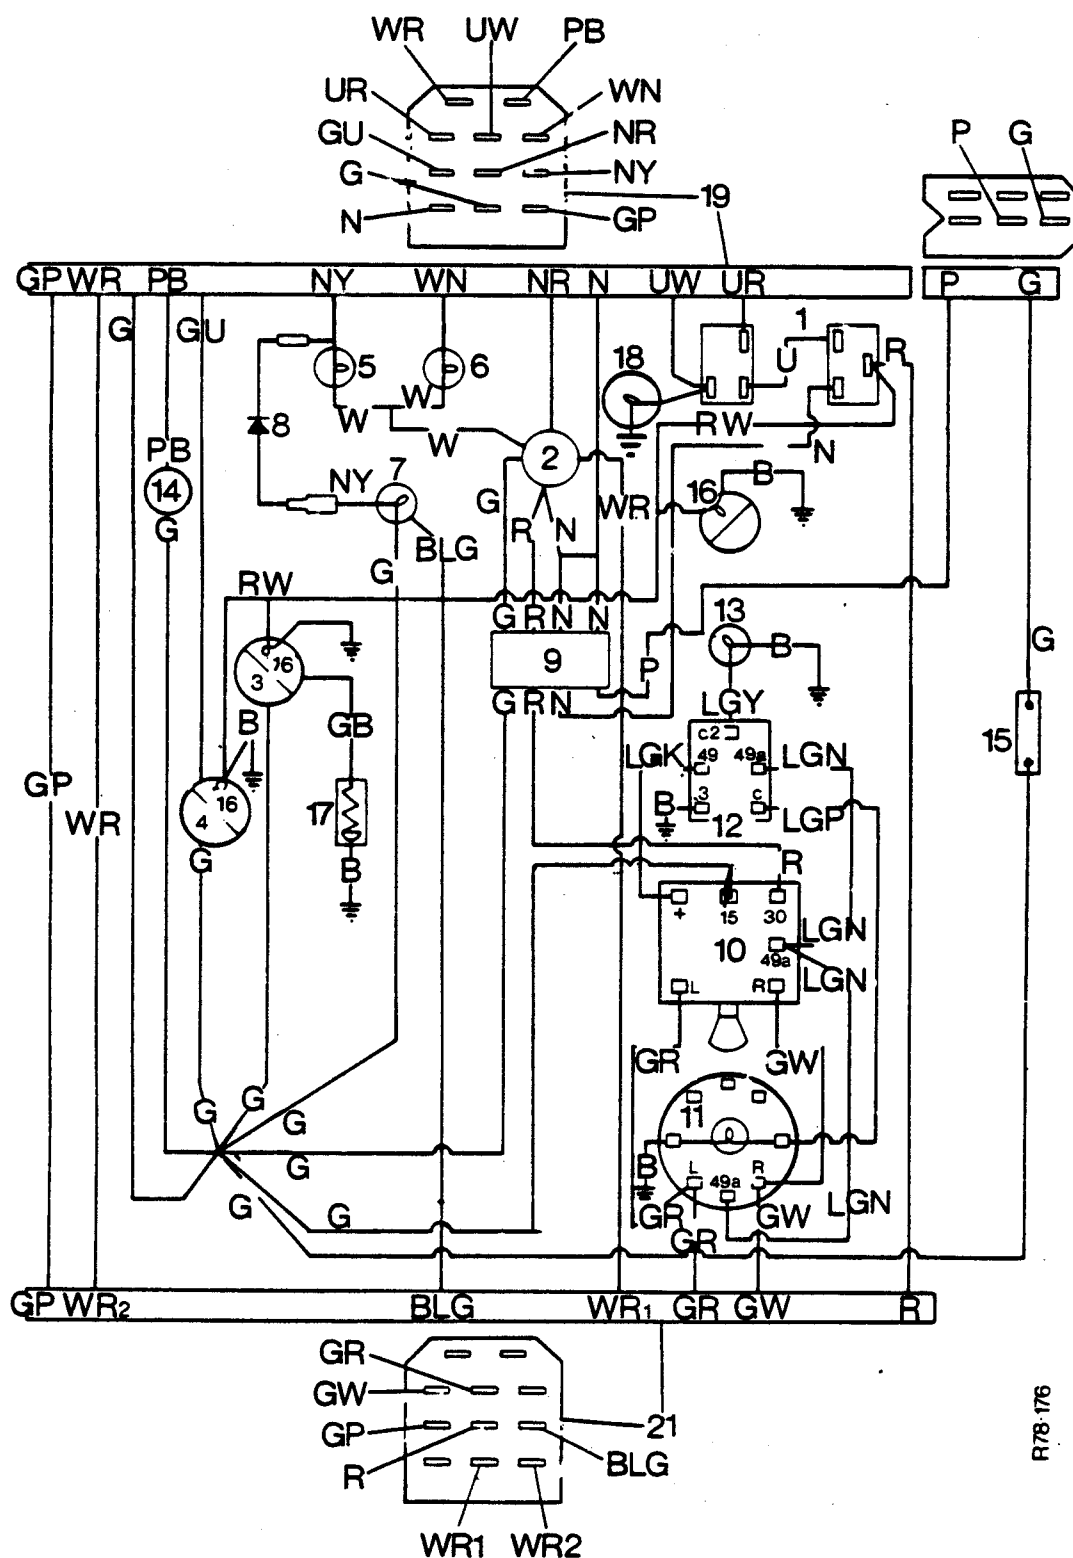 WR UW PB
UR WN
GU NR
G NY
N GP
19
P G
GP WR PB NY WN NR N UW UR
P G
G GU 5 6 18 1 U R
W W W RW
8 2 N
PB NY 7 G WR 16 B
14 R N
G BLG G
RW G R N N 13
16 3 9 P B G
G R N LGY
B GB c2
GP LGK 49 49a LGN 15
16 4 17 B 3 c LGP
WR 12
G B R
+ 15 30
10 LGN
49a
L R LGN
GR GW
G G 11
G
G B L 49a R
G G GR GW LGN
GR
GP WR2 BLG WR1 GR GW R
GR
GW
GP 21
R BLG
WR1 WR2
R78·176